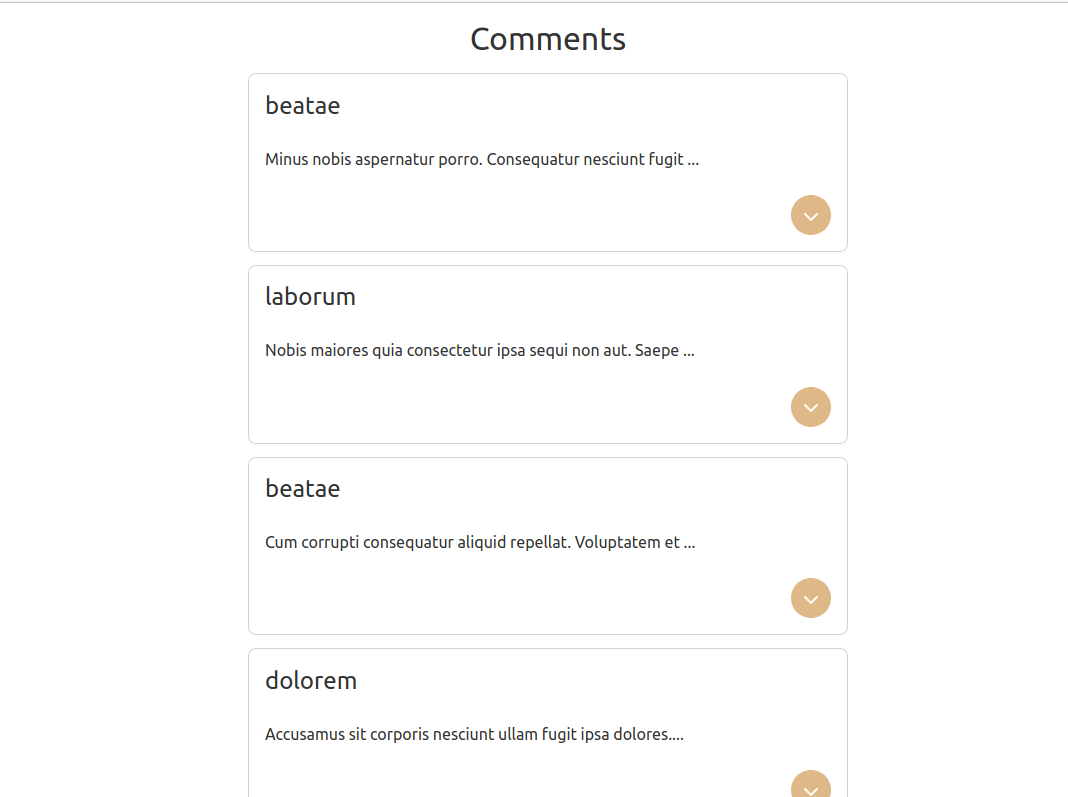 Comments
beatae
Minus nobis aspernatur porro. Consequatur nesciunt fugit ...
laborum
Nobis maiores quia consectetur ipsa sequi non aut. Saepe ...
beatae
Cum corrupti consequatur aliquid repellat. Voluptatem et ...
dolorem
Accusamus sit corporis nesciunt ullam fugit ipsa dolores....